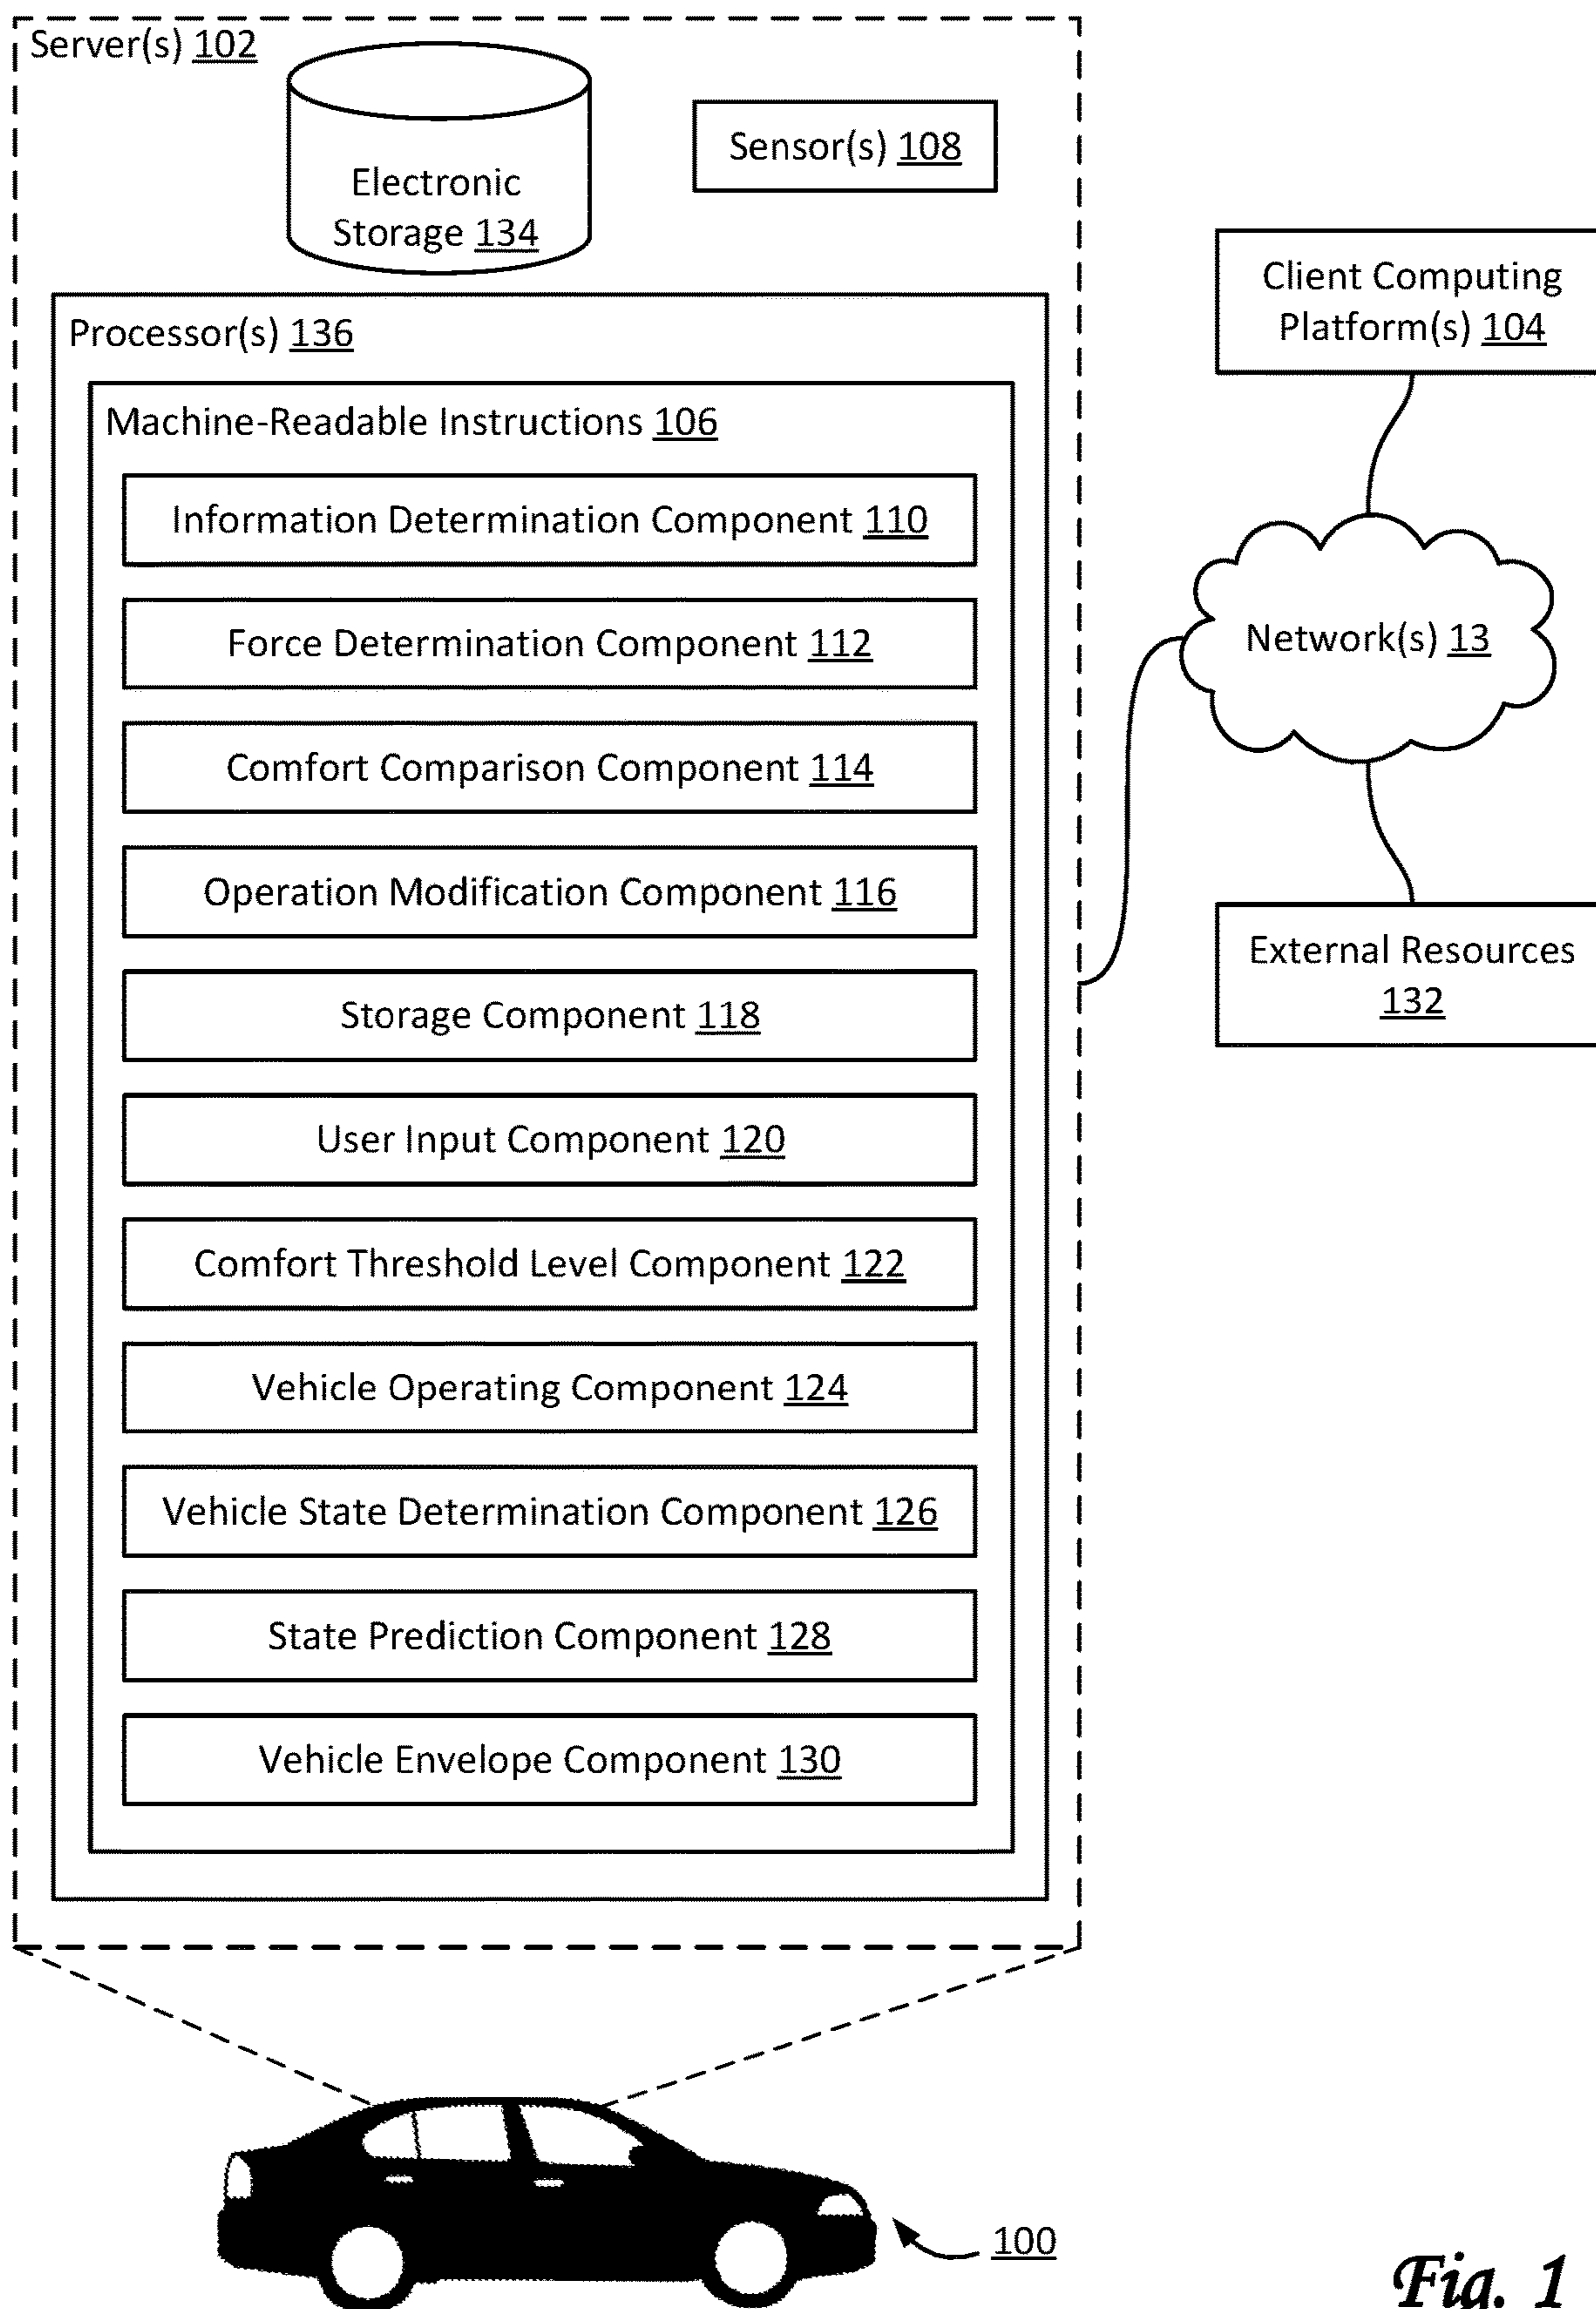 Server(s) 102
Electronic
Storage 134
Sensor(s) 108
Processor(s) 136
Machine-Readable Instructions 106
Information Determination Component 110
Force Determination Component 112
Comfort Comparison Component 114
Operation Modification Component 116
Storage Component 118
User Input Component 120
Comfort Threshold Level Component 122
Vehicle Operating Component 124
Vehicle State Determination Component 126
State Prediction Component 128
Vehicle Envelope Component 130
Client Computing
Platform(s) 104
Network(s) 13
External Resources
132
100
Fig. 1